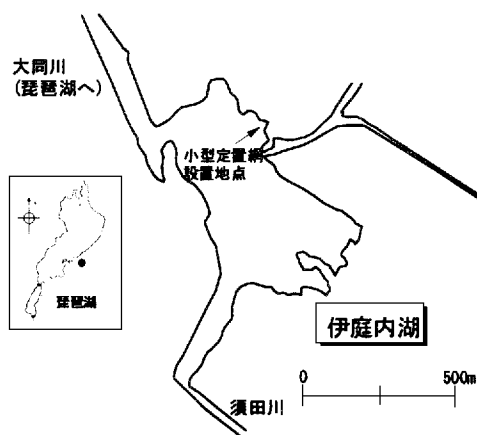 大同川
(琵琶湖へ)
小型定置網
設置地点
琵琶湖
伊庭内湖
0
500m
須田川